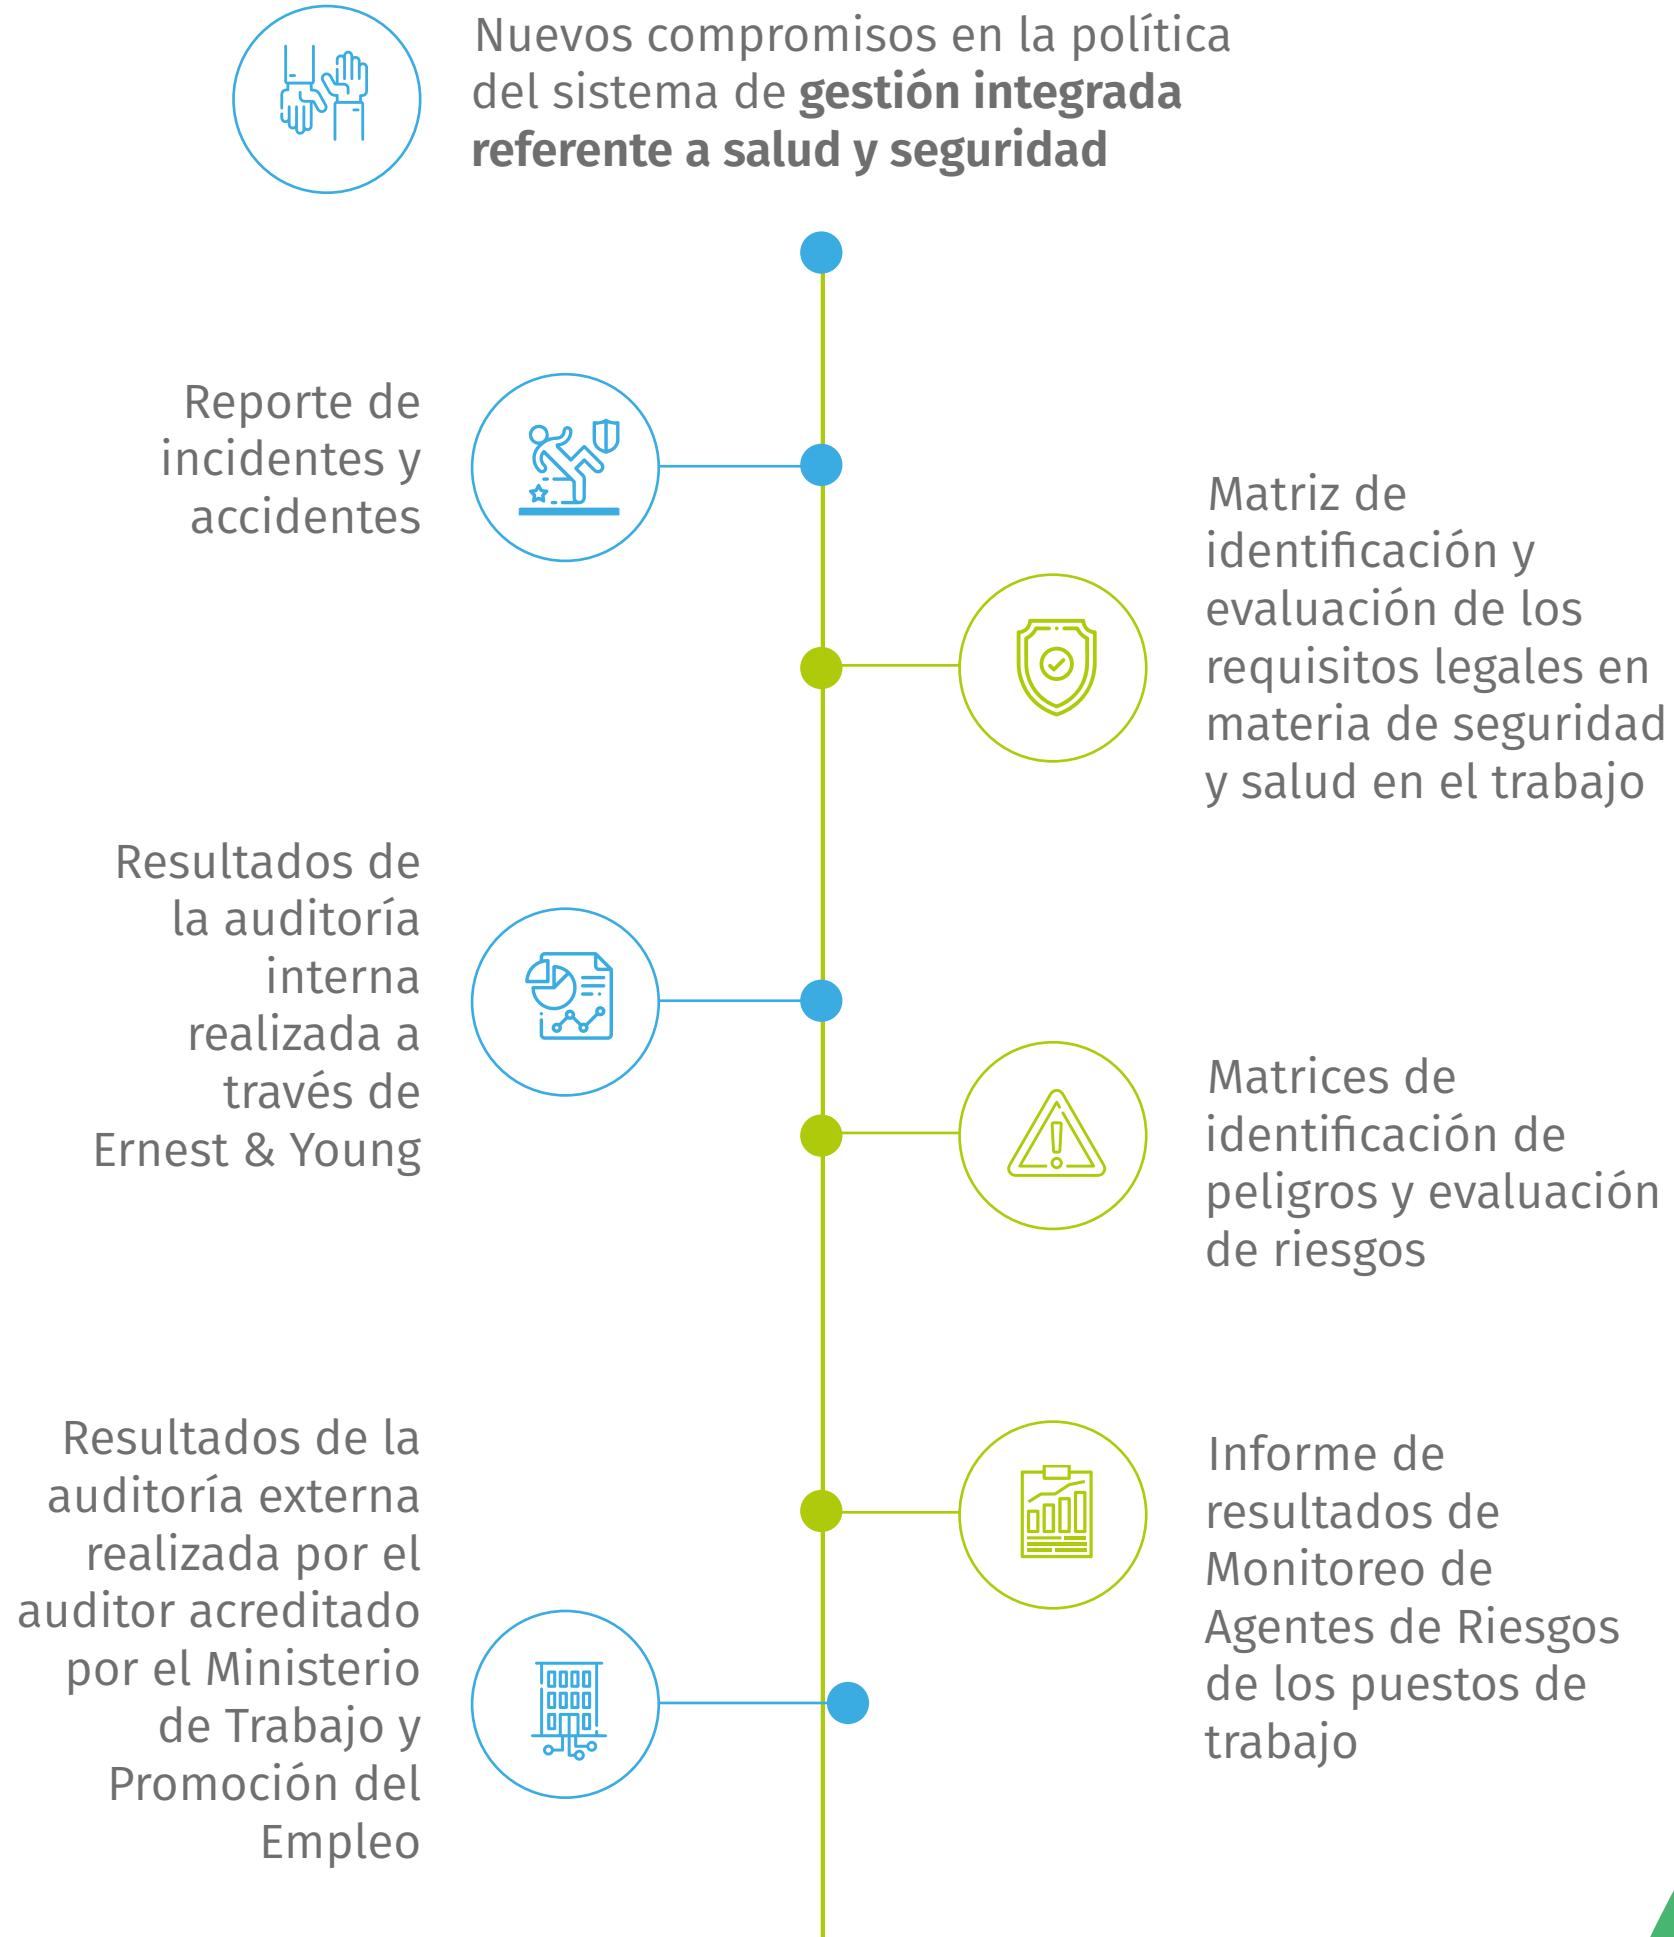 Nuevos compromisos en la política
del sistema de gestión integrada
referente a salud y seguridad
Reporte de
incidentes y
accidentes
Matriz de
identificación y
evaluación de los
requisitos legales en
materia de seguridad
y salud en el trabajo
Resultados de
la auditoría
interna
realizada a
través de
Ernest & Young
Matrices de
identificación de
peligros y evaluación
de riesgos
Resultados de la
auditoría externa
realizada por el
auditor acreditado
por el Ministerio
de Trabajo y
Promoción del
Empleo
Informe de
resultados de
Monitoreo de
Agentes de Riesgos
de los puestos de
trabajo